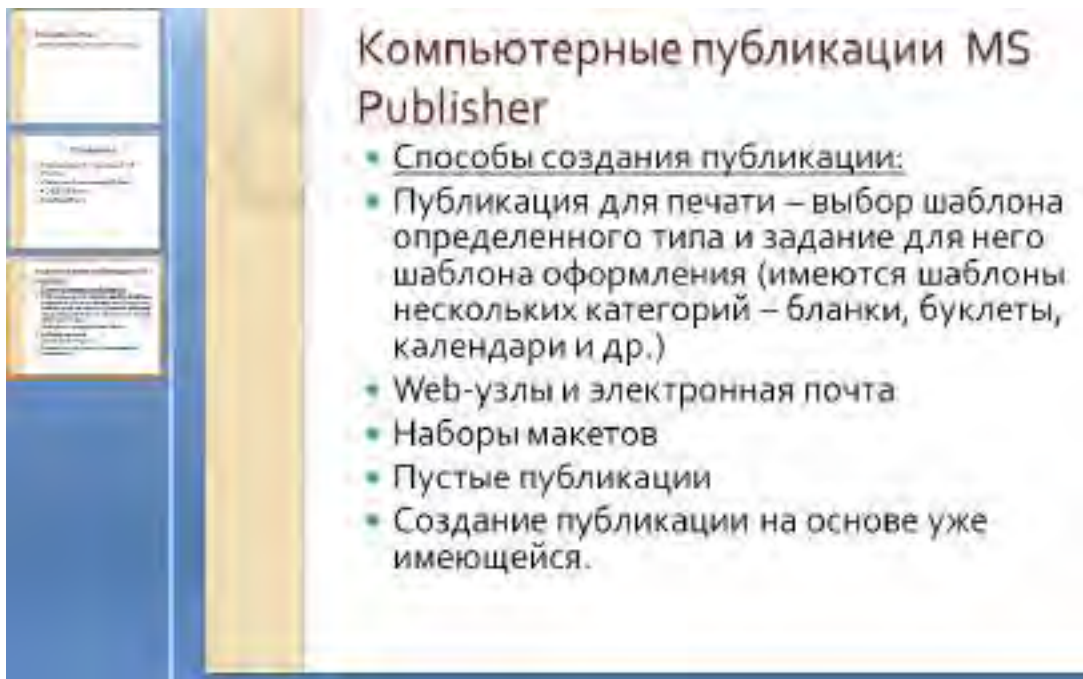 Компьютерные публикации MS
Publisher
• Способы создания публикации:
• Публикация для печати – выбор шаблона
определенного типа и задание для него
шаблона оформления (имеются шаблоны
нескольких категорий – бланки, буклеты,
календари и др.)
• Web-узлы и электронная почта
• Наборы макетов
• Пустые публикации
• Создание публикации на основе уже
имеющейся.